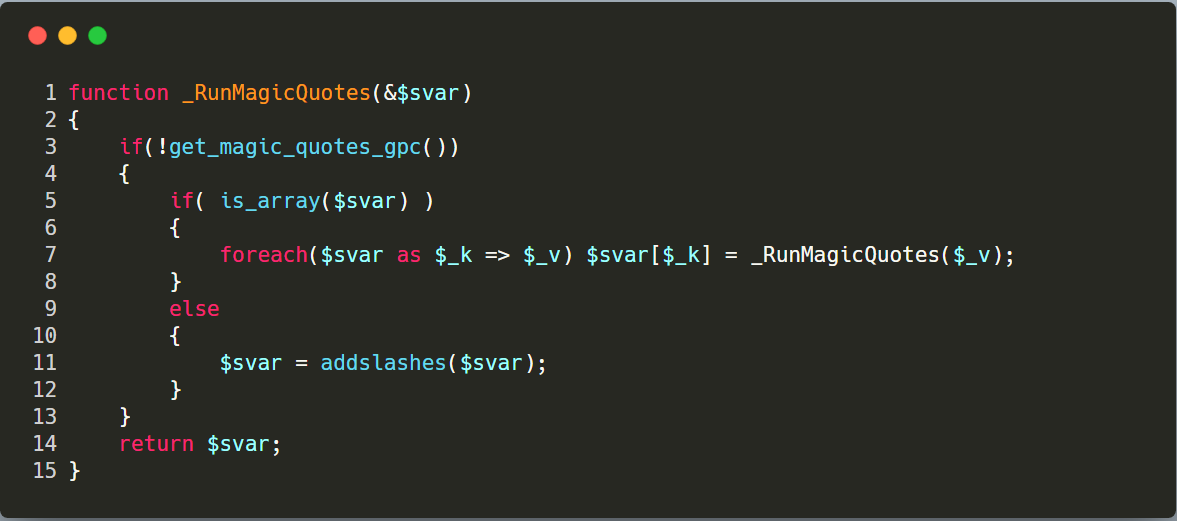 1 function _RunMagicQuotes(&$svar)
2 {
3     if(!get_magic_quotes_gpc())
4     {
5         if( is_array($svar) )
6         {
7             foreach($svar as $_k => $_v) $svar[$_k] = _RunMagicQuotes($_v);
8         }
9         else
10         {
11             $svar = addslashes($svar);
12         }
13     }
14     return $svar;
15 }